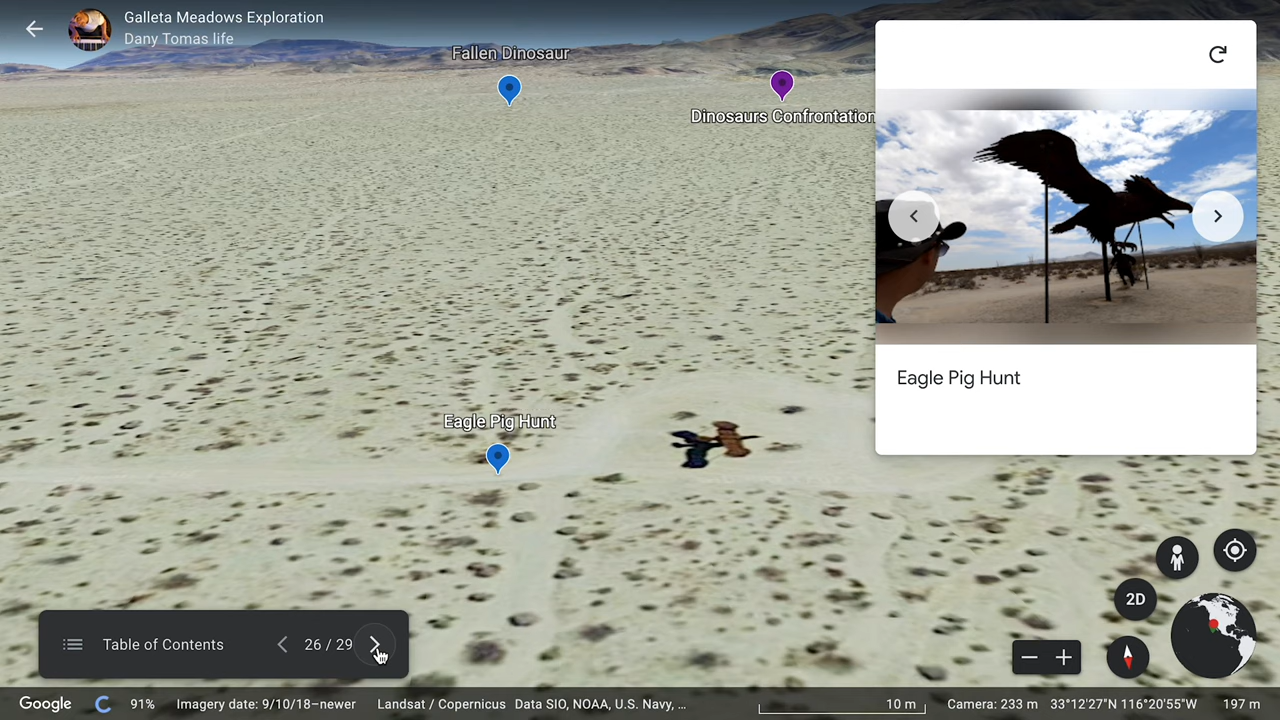 Galleta Meadows Exploration
Dany Tomas life
Fallen Dinosaur
Dinosaurs Confrontation
Eagle Pig Hunt
Eagle Pig Hunt
2D
Table of Contents
26 / 29
Google
91%
Imagery date: 9/10/18–newer
Landsat / Copernicus
Data SIO, NOAA, U.S. Navy, ...
10 m
Camera: 233 m
33°12'27"N 116°20'55"W
197 m